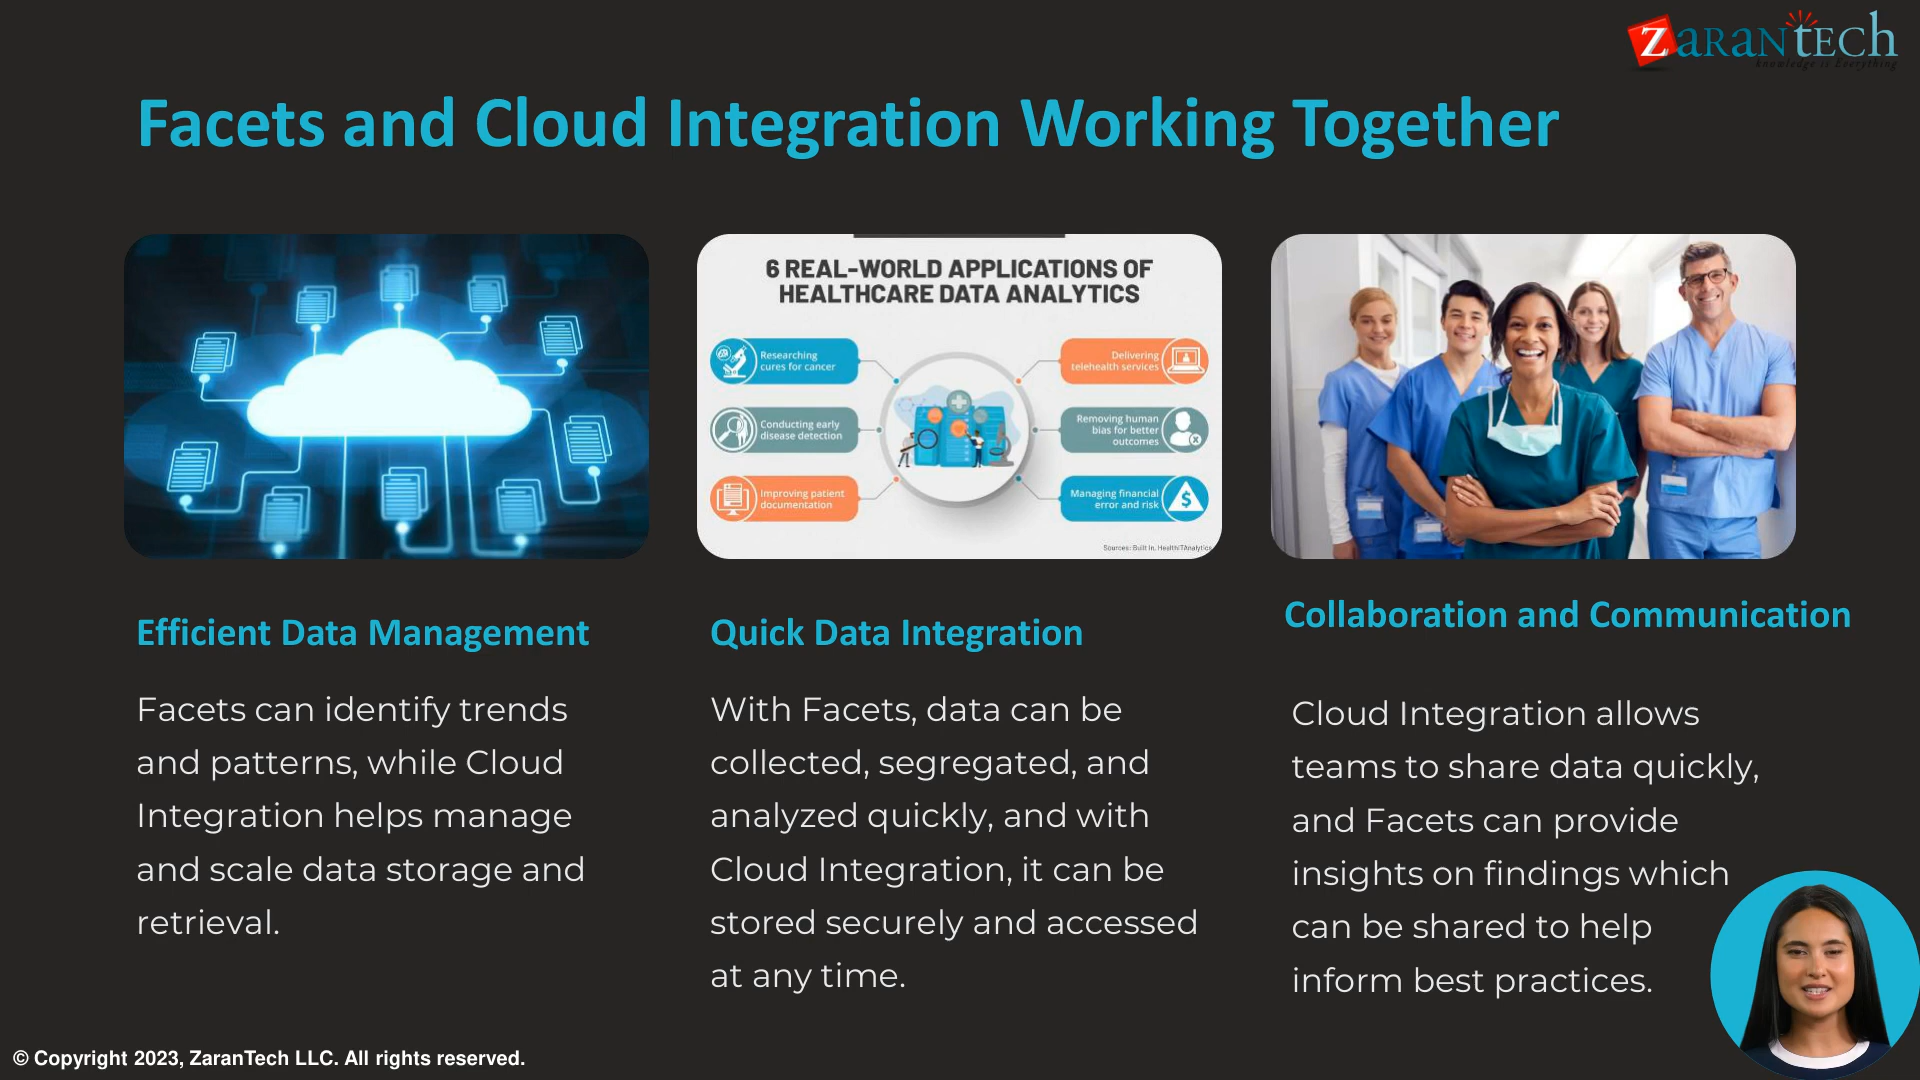 ZaranTech
knowledge is Everything
Facets and Cloud Integration Working Together
6 REAL-WORLD APPLICATIONS OF
HEALTHCARE DATA ANALYTICS
Researching
cures for cancer
Delivering
telehealth services
Conducting early
disease detection
Removing human
bias for better
outcomes
Improving patient
documentation
Managing financial
error and risk
Sources: Built In, HealthITAnalytics
Efficient Data Management
Facets can identify trends
and patterns, while Cloud
Integration helps manage
and scale data storage and
retrieval.
Quick Data Integration
With Facets, data can be
collected, segregated, and
analyzed quickly, and with
Cloud Integration, it can be
stored securely and accessed
at any time.
Collaboration and Communication
Cloud Integration allows
teams to share data quickly,
and Facets can provide
insights on findings which
can be shared to help
inform best practices.
© Copyright 2023, ZaranTech LLC. All rights reserved.